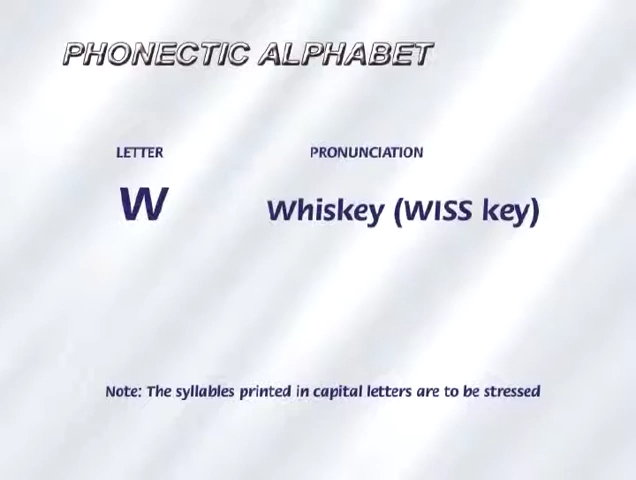 PHONECTIC ALPHABET
LETTER PRONUNCIATION
W Whiskey (WISS key)
Note: The syllables printed in capital letters are to be stressed